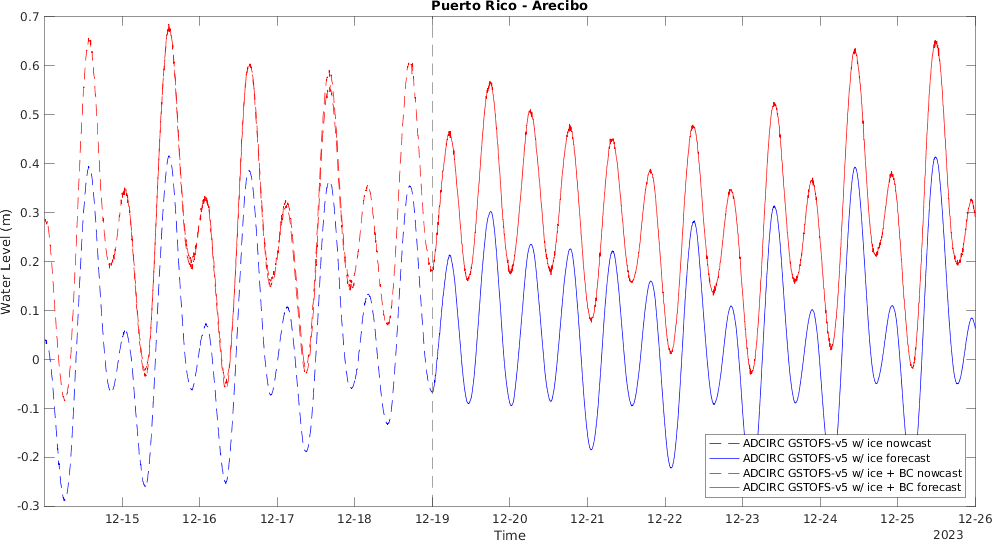 Puerto Rico - Arecibo
0.7
0.6
0.5
0.4
0.3
0.2
0.1
0
-0.1
-0.2
-0.3
Water Level (m)
ADCIRC GSTOFS-v5 w/ ice nowcast
ADCIRC GSTOFS-v5 w/ ice forecast
ADCIRC GSTOFS-v5 w/ ice + BC nowcast
ADCIRC GSTOFS-v5 w/ ice + BC forecast
12-15 12-16 12-17 12-18 12-19 12-20 12-21 12-22 12-23 12-24 12-25 12-26
Time
2023